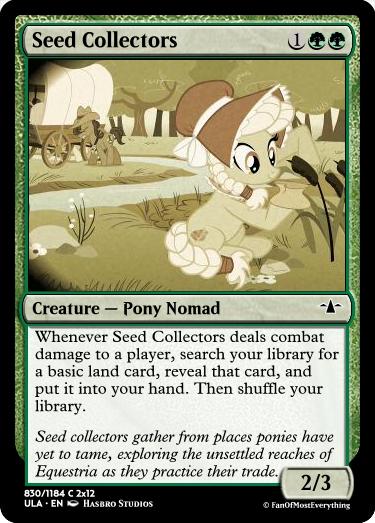 Seed Collectors 1
Creature — Pony Nomad
Whenever Seed Collectors deals combat
damage to a player, search your library for
a basic land card, reveal that card, and
put it into your hand. Then shuffle your
library.
Seed collectors gather from places ponies have
yet to tame, exploring the unsettled reaches of
Equestria as they practice their trade.
2/3
830/1184 C 2x12
ULA • EN Hasbro Studios
© FanOfMostEverything